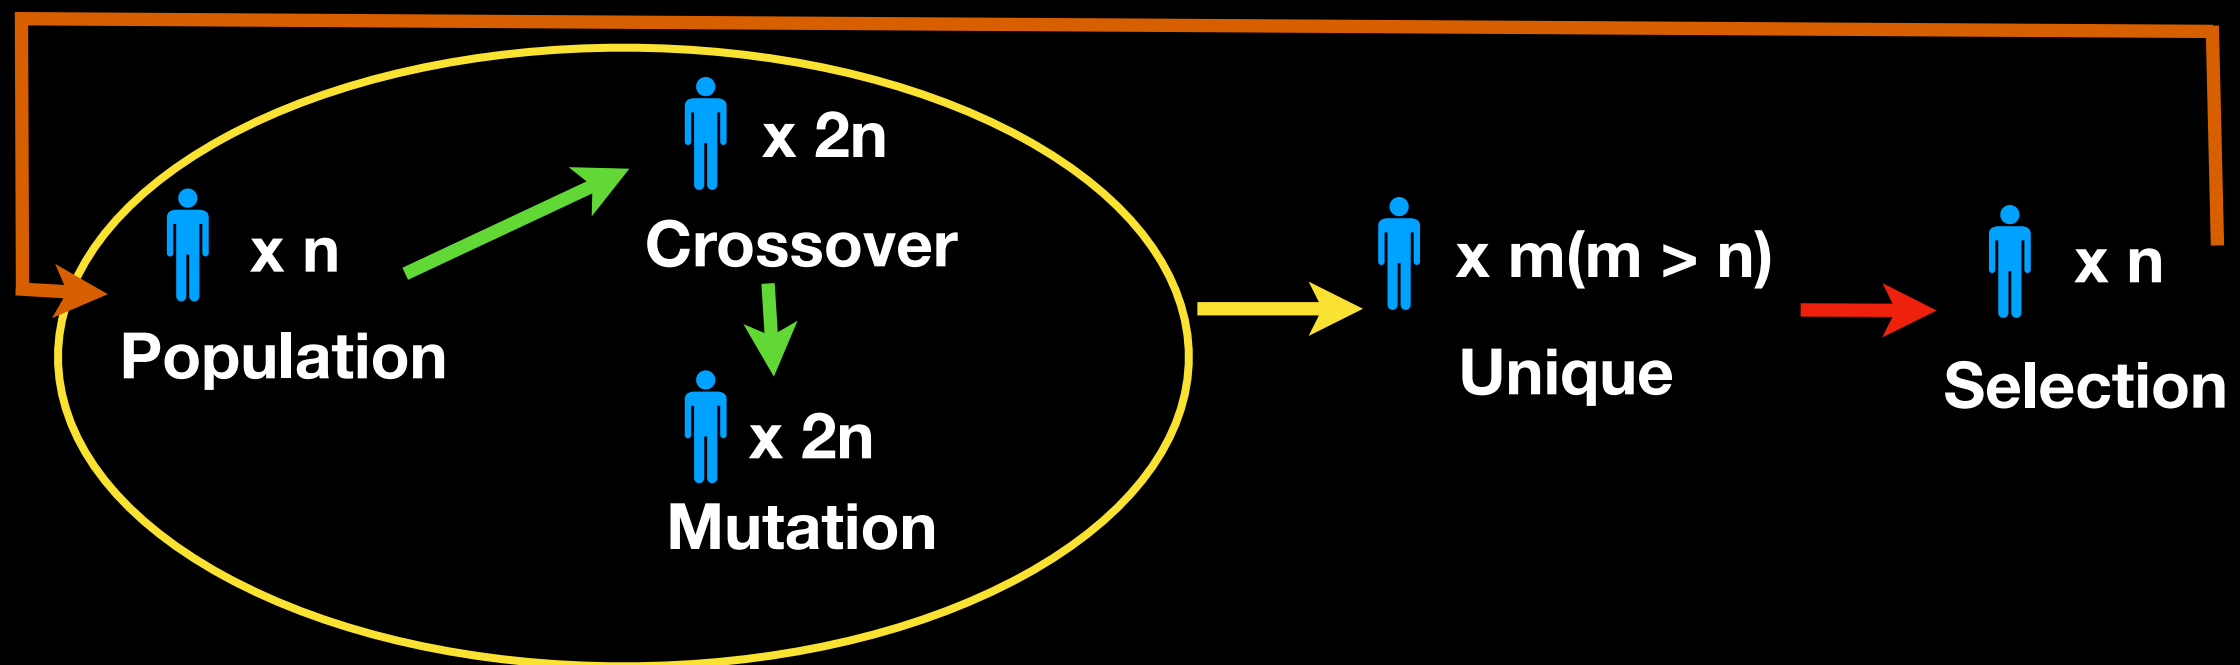 x n
Population
x 2n
Crossover
x 2n
Mutation
x m(m > n)
Unique
x n
Selection